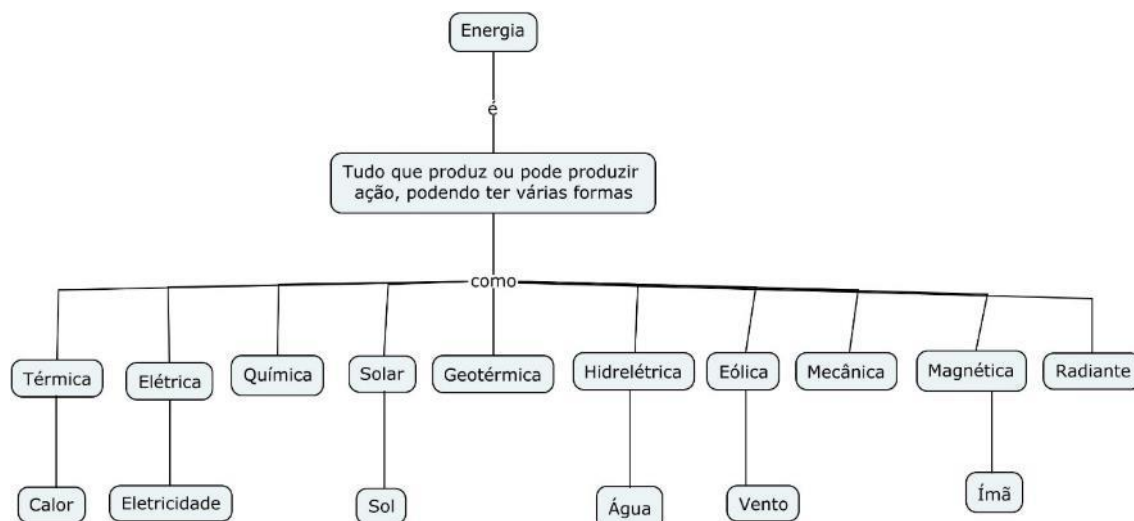 Energia
é
Tudo que produz ou pode produzir
ação, podendo ter várias formas
como
Térmica
Elétrica
Química
Solar
Geotérmica
Hidrelétrica
Eólica
Mecânica
Magnética
Radiante
Calor
Eletricidade
Sol
Água
Vento
Ímã